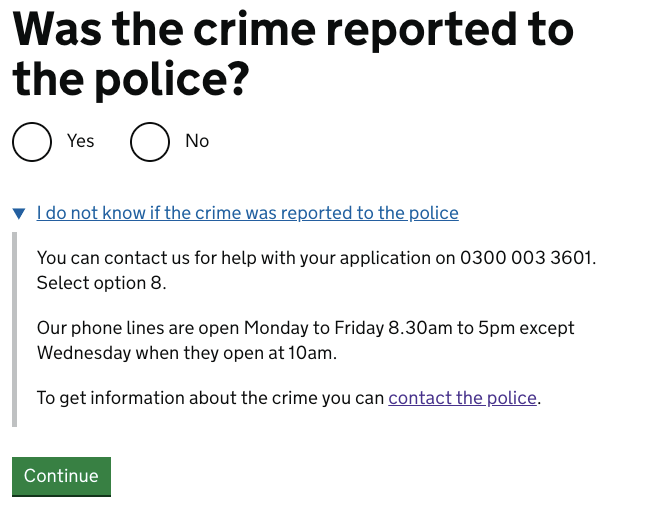 Was the crime reported to
the police?
Yes
No
I do not know if the crime was reported to the police
You can contact us for help with your application on 0300 003 3601.
Select option 8.
Our phone lines are open Monday to Friday 8.30am to 5pm except
Wednesday when they open at 10am.
To get information about the crime you can contact the police.
Continue